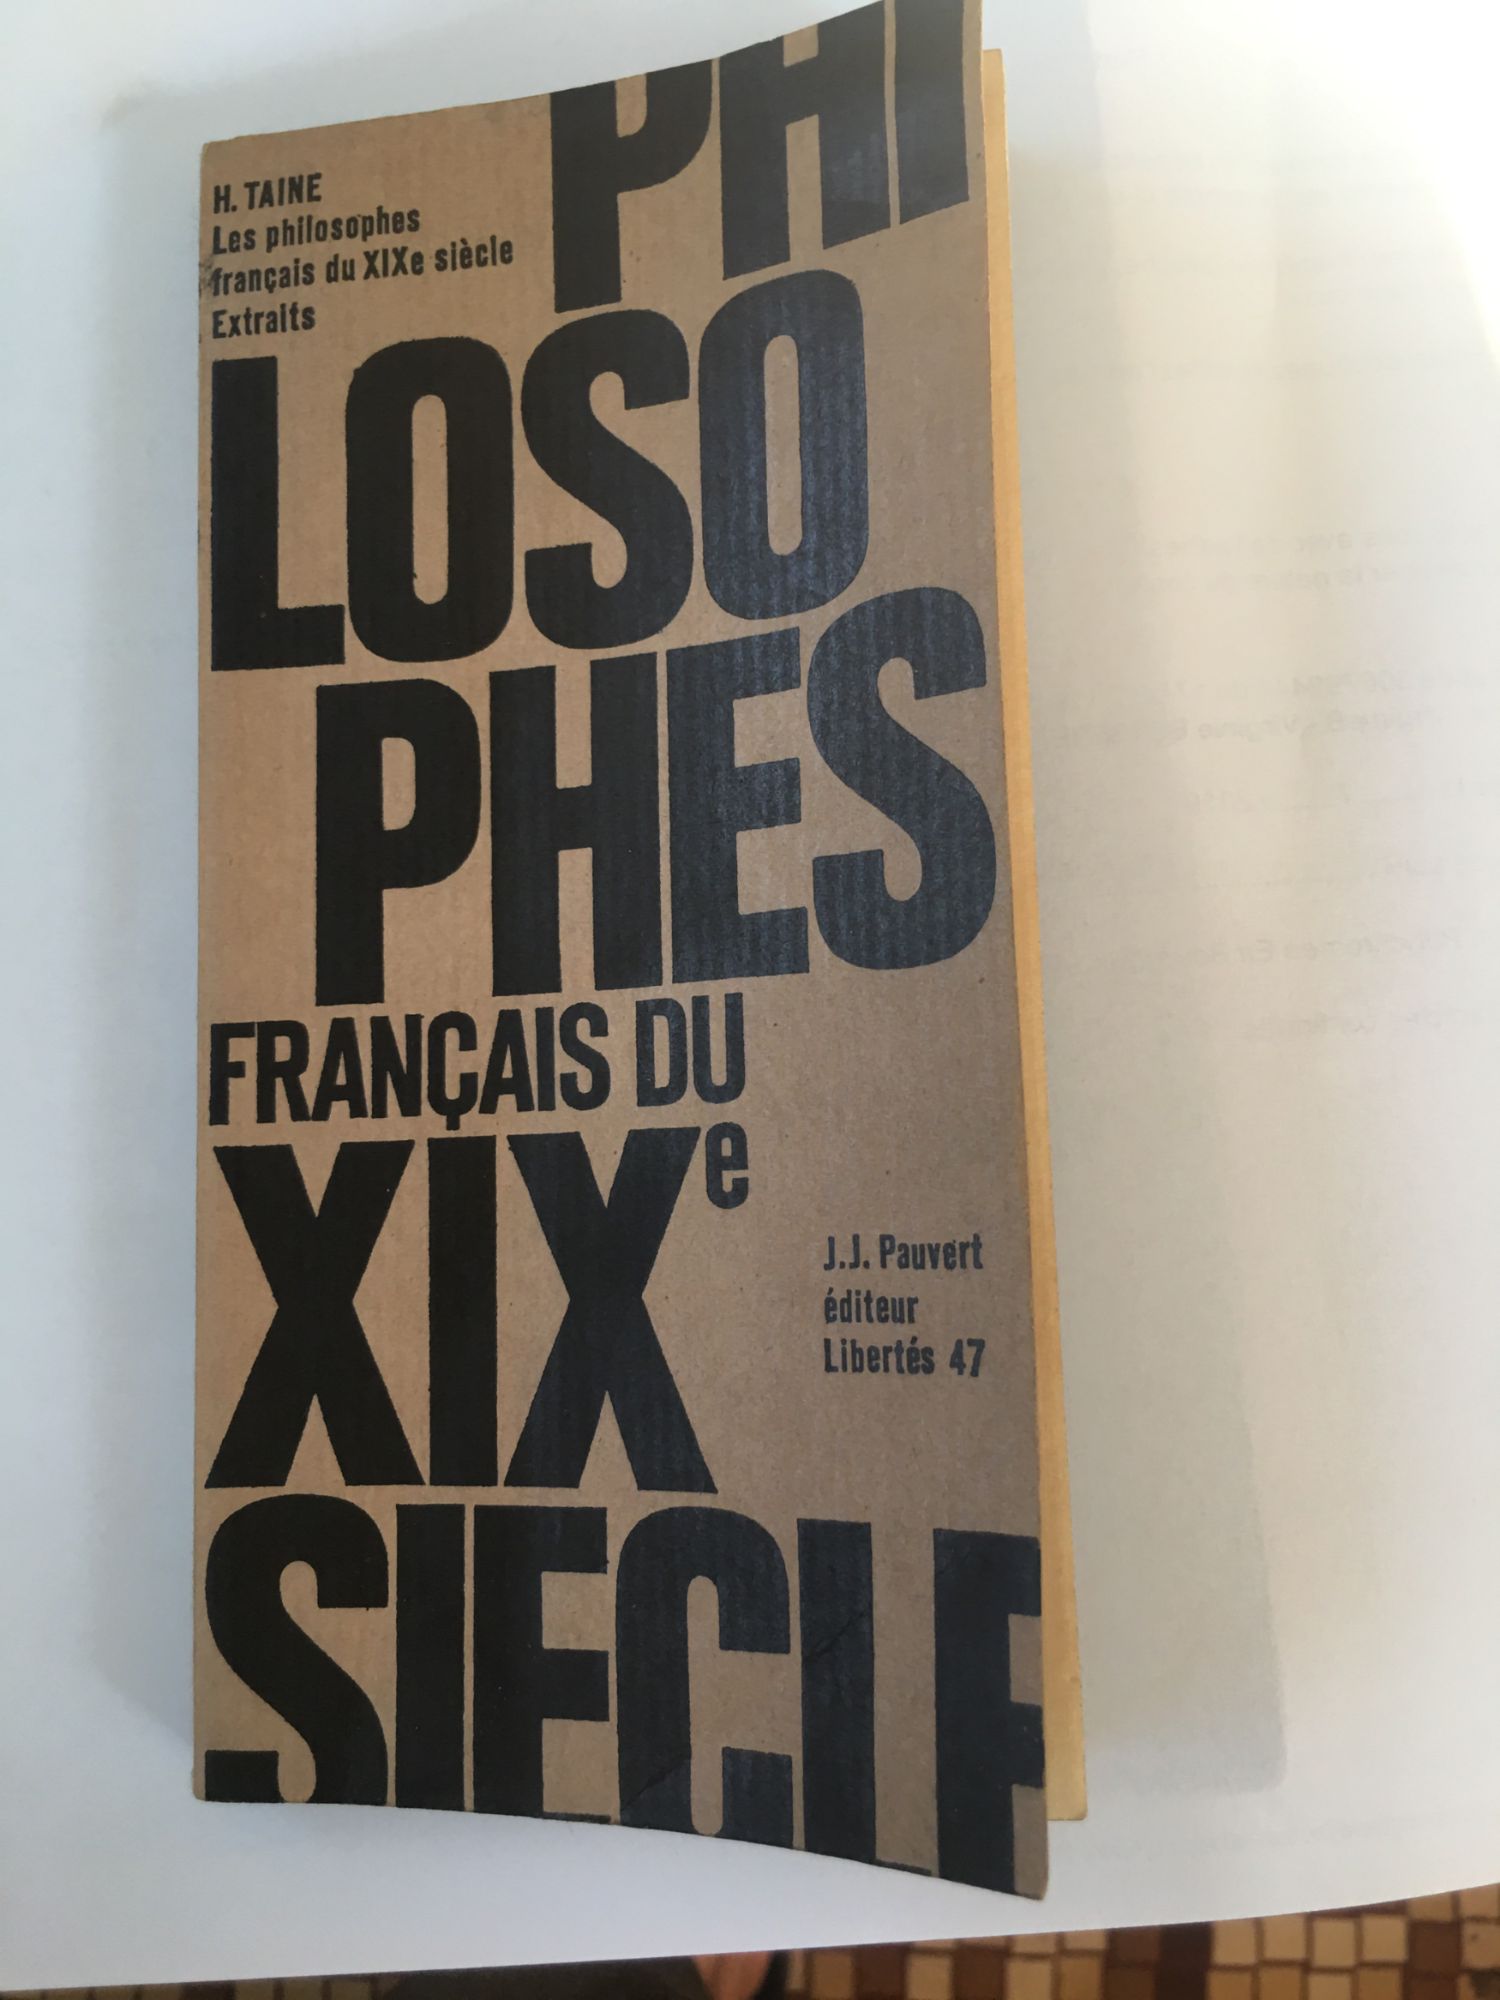 H. TAINE
Les philosophes
français du XIXe siècle
Extraits
PHI
LOSO
PHES
FRANÇAIS DU
XIXe
J.J. Pauvert
éditeur
Libertés 47
SIECLE